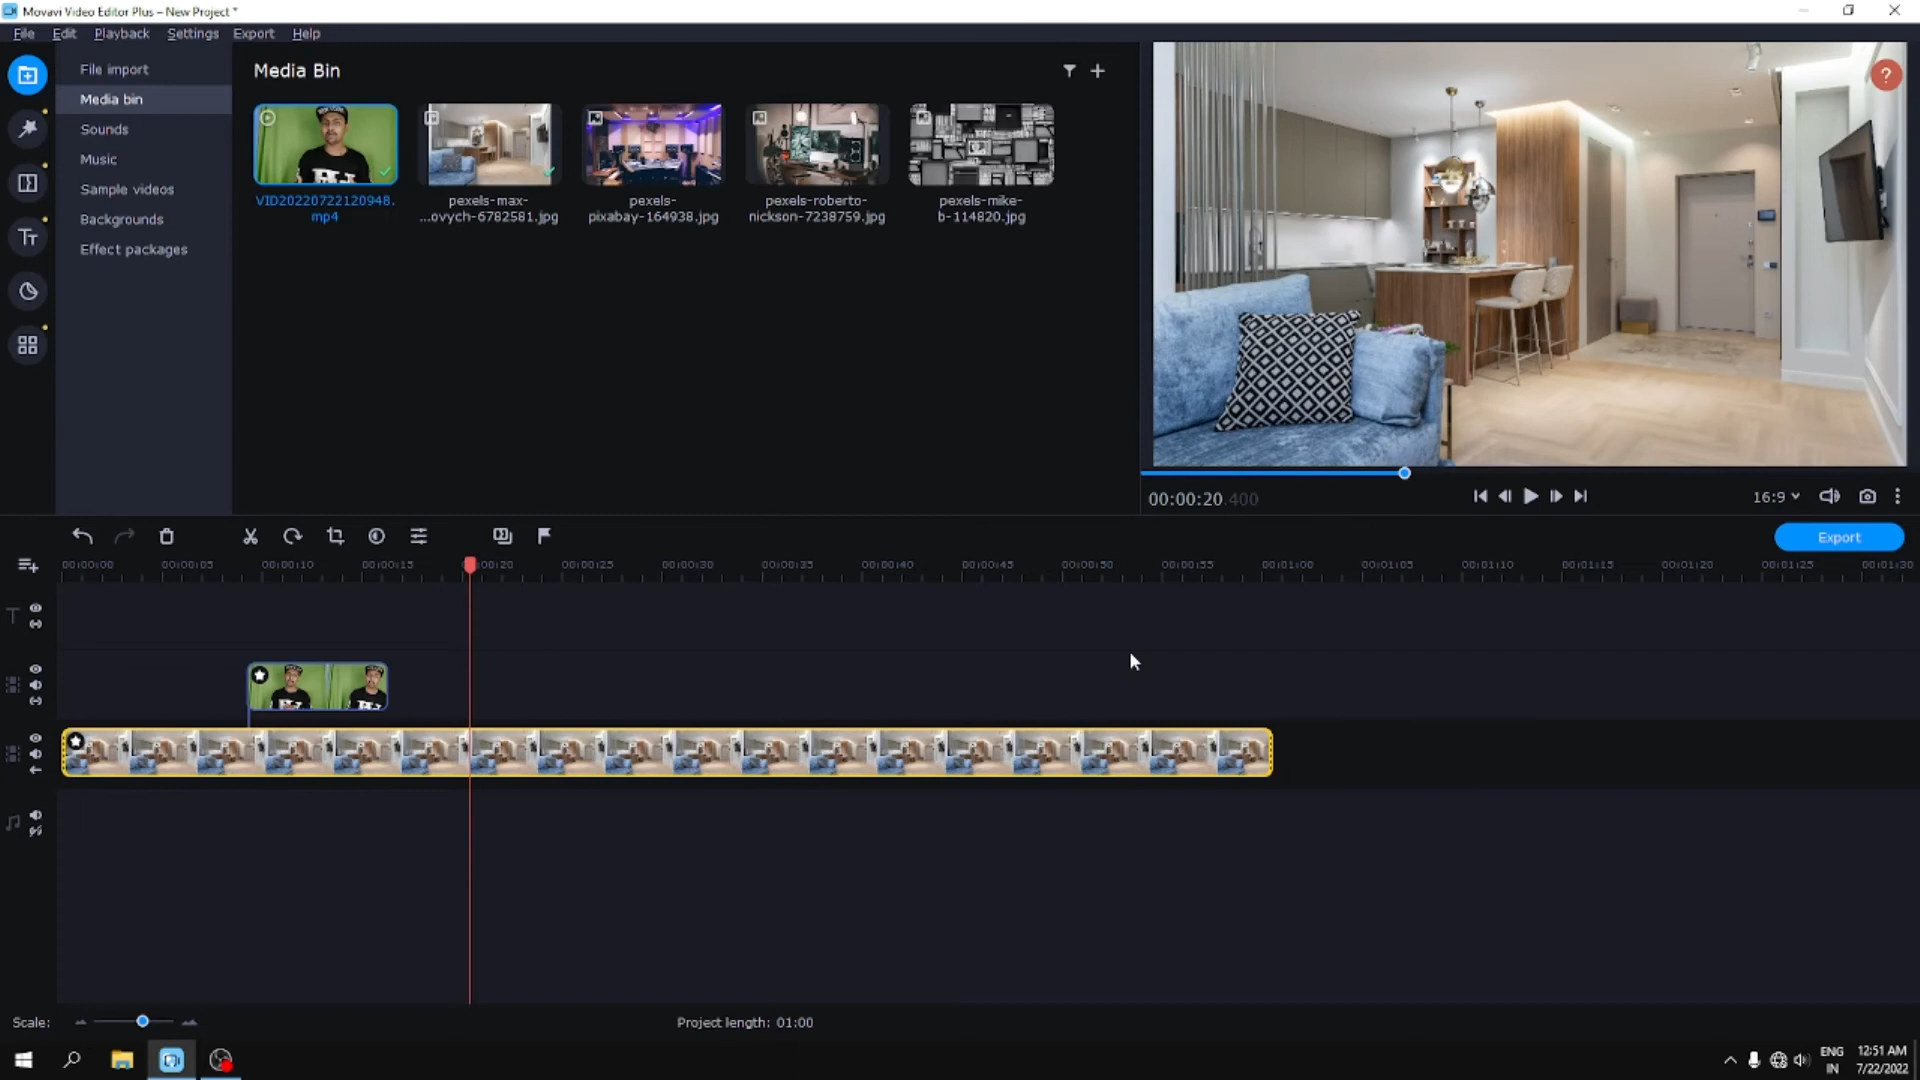 Movavi Video Editor Plus – New Project *
File Edit Playback Settings Export Help
File import
Media bin
Sounds
Music
Sample videos
Backgrounds
Effect packages
Media Bin
VID20220722120948.
mp4
pexels-max-
...ovych-6782581.jpg
pexels-
pixabay-164938.jpg
pexels-roberto-
nickson-7238759.jpg
pexels-mike-
b-114820.jpg
?
00:00:20.400
16:9
Export
00:00:00 00:00:05 00:00:10 00:00:15 00:00:20 00:00:25 00:00:30 00:00:35 00:00:40 00:00:45 00:00:50 00:00:55 00:01:00 00:01:05 00:01:10 00:01:15 00:01:20 00:01:25 00:01:30
Scale:
Project length: 01:00
ENG
IN
12:51 AM
7/22/2022